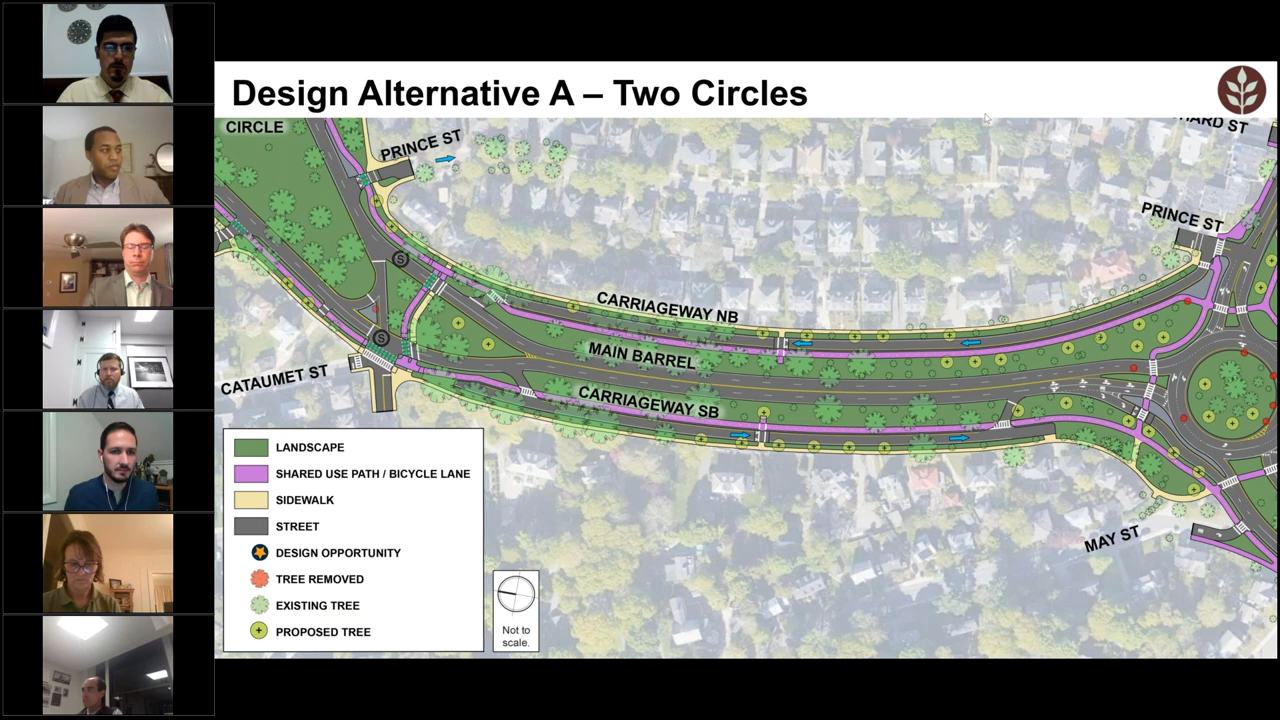 Design Alternative A – Two Circles
CIRCLE
PRINCE ST
HARD ST
PRINCE ST
S
CARRIAGEWAY NB
MAIN BARREL
S
CATAUMET ST
CARRIAGEWAY SB
MAY ST
LANDSCAPE
SHARED USE PATH / BICYCLE LANE
SIDEWALK
STREET
DESIGN OPPORTUNITY
TREE REMOVED
EXISTING TREE
PROPOSED TREE
Not to
scale.